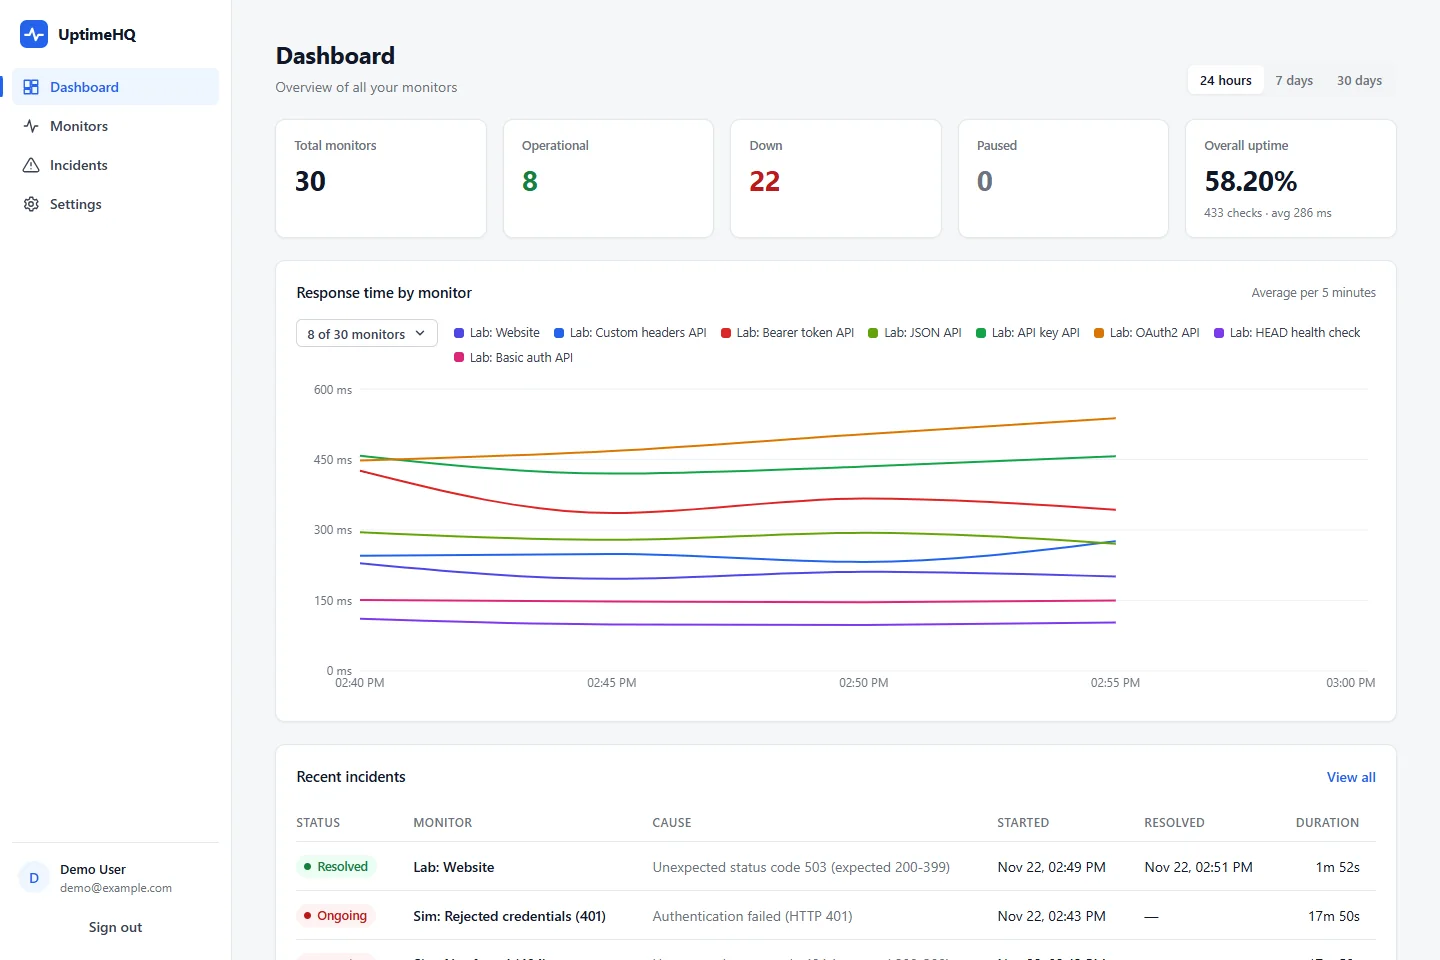 UptimeHQ
Dashboard
Monitors
Incidents
Settings
D
Demo User
demo@example.com
Sign out
Dashboard
Overview of all your monitors
24 hours 7 days 30 days
Total monitors
30
Operational
8
Down
22
Paused
0
Overall uptime
58.20%
433 checks · avg 286 ms
Response time by monitor
Average per 5 minutes
8 of 30 monitors
Lab: Website Lab: Custom headers API Lab: Bearer token API Lab: JSON API Lab: API key API Lab: OAuth2 API Lab: HEAD health check
Lab: Basic auth API
600 ms
450 ms
300 ms
150 ms
0 ms
02:40 PM 02:45 PM 02:50 PM 02:55 PM 03:00 PM
Recent incidents
View all
STATUS MONITOR CAUSE STARTED RESOLVED DURATION
Resolved Lab: Website Unexpected status code 503 (expected 200-399) Nov 22, 02:49 PM Nov 22, 02:51 PM 1m 52s
Ongoing Sim: Rejected credentials (401) Authentication failed (HTTP 401) Nov 22, 02:43 PM — 17m 50s